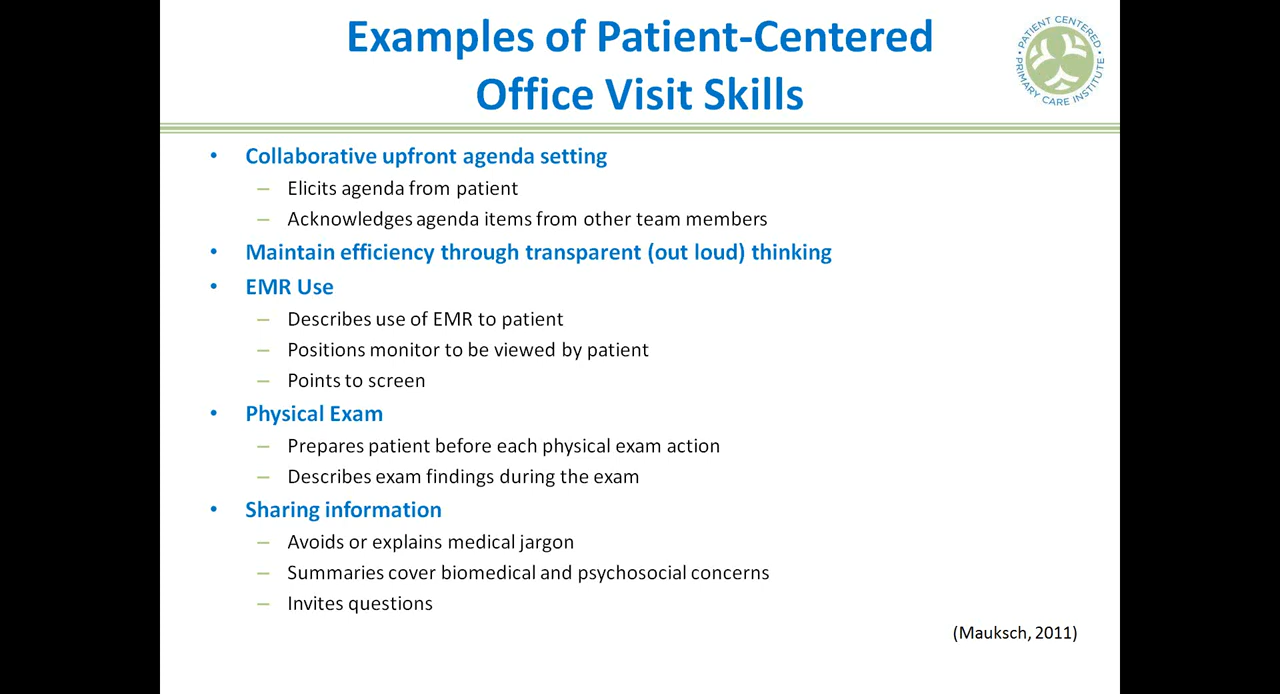 Examples of Patient-Centered
Office Visit Skills
PATIENT CENTERED
PRIMARY CARE INSTITUTE
• Collaborative upfront agenda setting
– Elicits agenda from patient
– Acknowledges agenda items from other team members
• Maintain efficiency through transparent (out loud) thinking
• EMR Use
– Describes use of EMR to patient
– Positions monitor to be viewed by patient
– Points to screen
• Physical Exam
– Prepares patient before each physical exam action
– Describes exam findings during the exam
• Sharing information
– Avoids or explains medical jargon
– Summaries cover biomedical and psychosocial concerns
– Invites questions
(Mauksch, 2011)